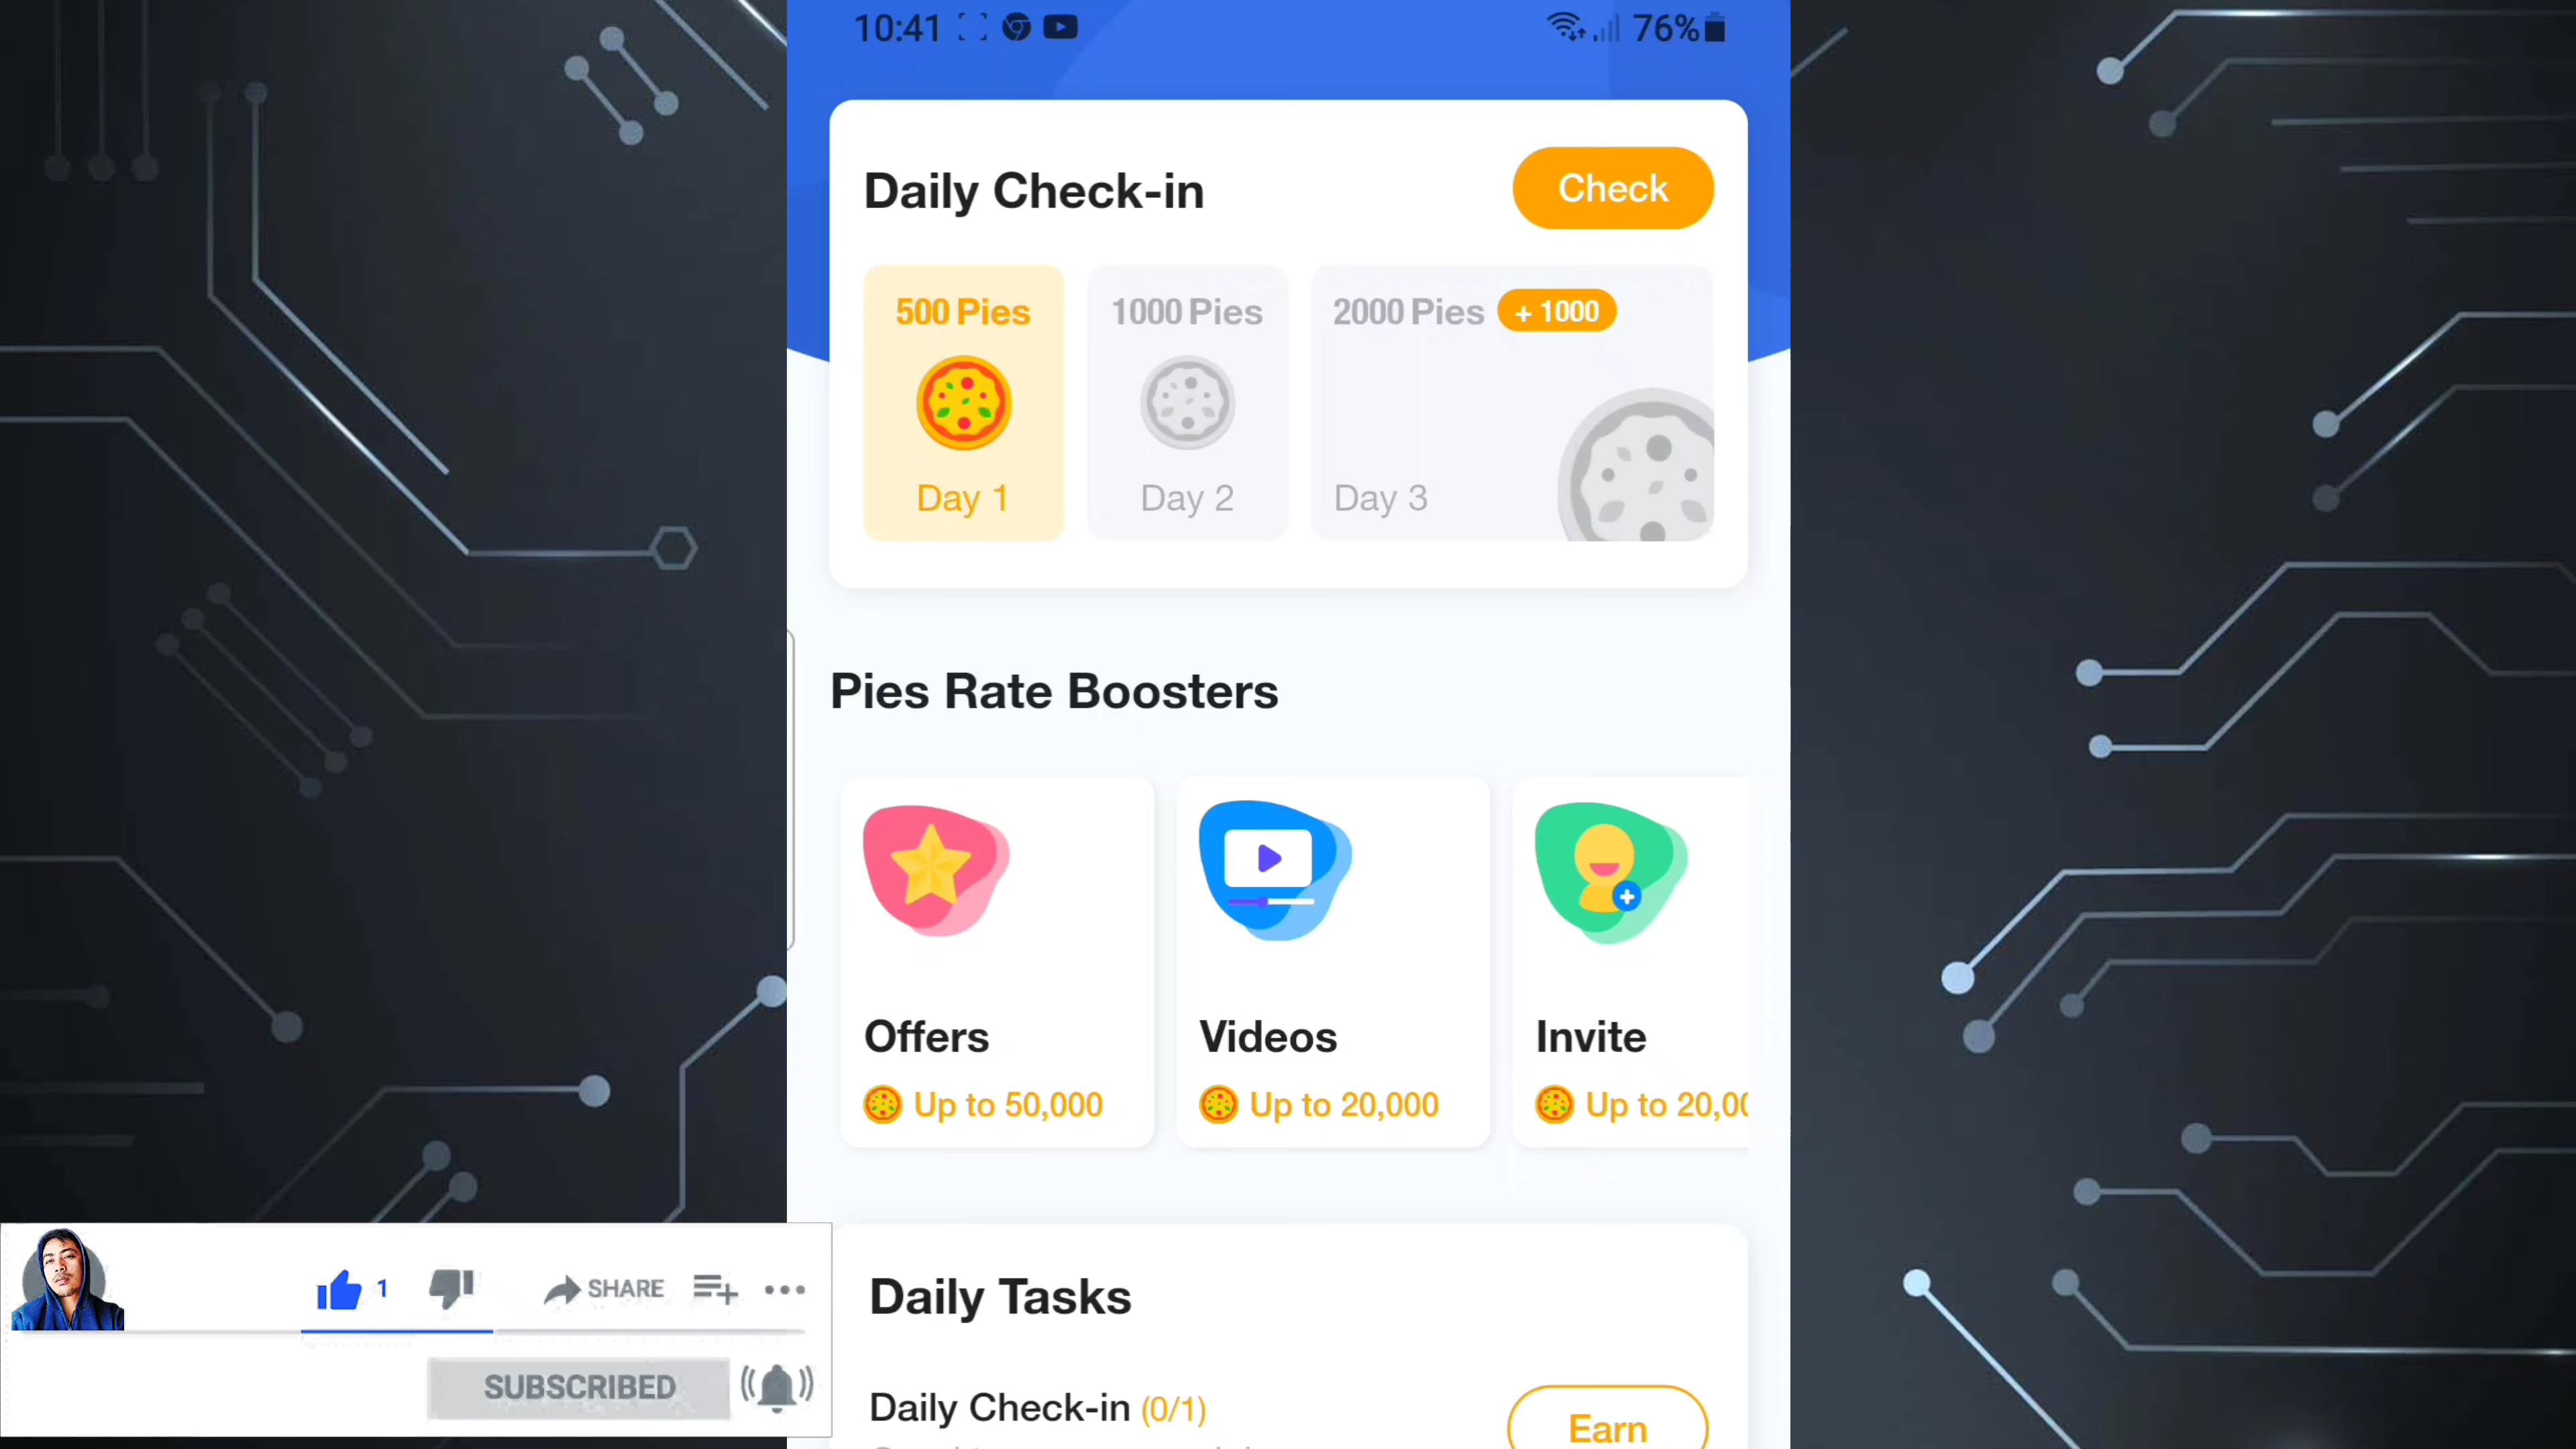 10:41
76%
Daily Check-in
Check
500 Pies
1000 Pies
2000 Pies + 1000
Day 1
Day 2
Day 3
Pies Rate Boosters
Offers
Videos
Invite
Up to 50,000
Up to 20,000
Up to
Daily Tasks
Daily Check-in (0/1)
Earn
1
SHARE
SUBSCRIBED